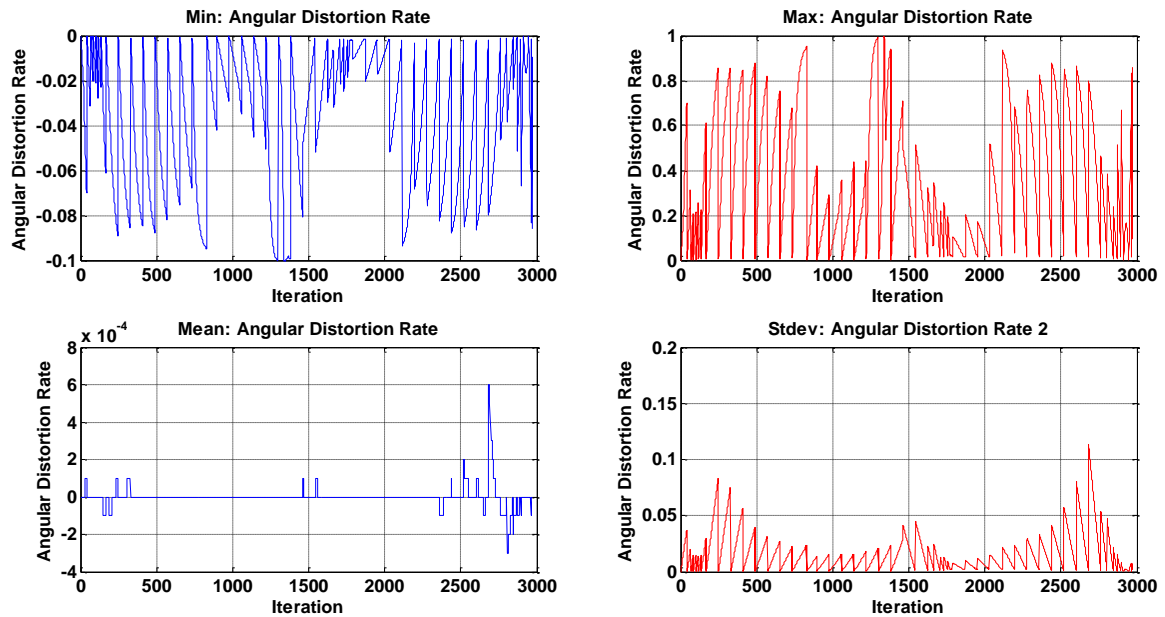 Min: Angular Distortion Rate
Angular Distortion Rate
0
-0.02
-0.04
-0.06
-0.08
-0.1
0 500 1000 1500 2000 2500 3000
Iteration
Max: Angular Distortion Rate
Angular Distortion Rate
1
0.8
0.6
0.4
0.2
0
0 500 1000 1500 2000 2500 3000
Iteration
Mean: Angular Distortion Rate
x 10-4
Angular Distortion Rate
8
6
4
2
0
-2
-4
0 500 1000 1500 2000 2500 3000
Iteration
Stdev: Angular Distortion Rate 2
Angular Distortion Rate
0.2
0.15
0.1
0.05
0
0 500 1000 1500 2000 2500 3000
Iteration